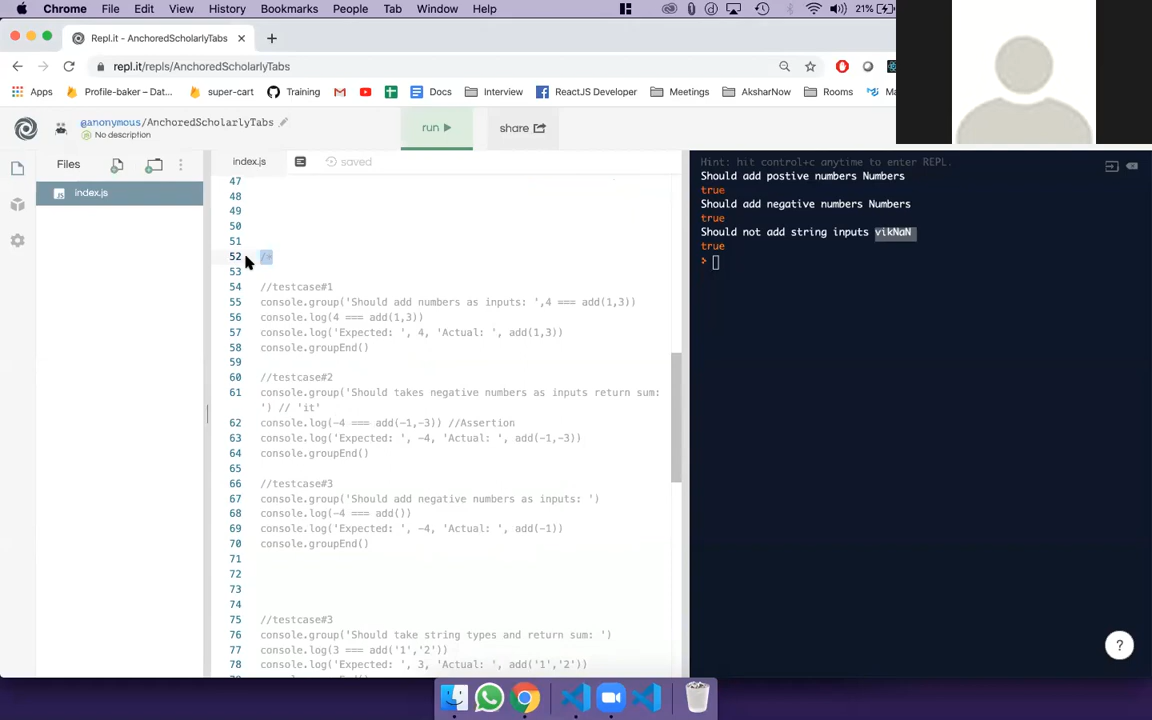 Chrome File Edit View History Bookmarks People Tab Window Help 21%
Repl.it - AnchoredScholarlyTabs
repl.it/repls/AnchoredScholarlyTabs
Apps Profile-baker – Dat... super-cart Training Docs Interview ReactJS Developer Meetings AksharNow Rooms Ma
@anonymous/AnchoredScholarlyTabs
No description
run
share
Files
index.js
index.js
saved
47
48
49
50
51
52 /*
53
54 //testcase#1
55 console.group('Should add numbers as inputs: ',4 === add(1,3))
56 console.log(4 === add(1,3))
57 console.log('Expected: ', 4, 'Actual: ', add(1,3))
58 console.groupEnd()
59
60 //testcase#2
61 console.group('Should takes negative numbers as inputs return sum:
') // 'it'
62 console.log(-4 === add(-1,-3)) //Assertion
63 console.log('Expected: ', -4, 'Actual: ', add(-1,-3))
64 console.groupEnd()
65
66 //testcase#3
67 console.group('Should add negative numbers as inputs: ')
68 console.log(-4 === add())
69 console.log('Expected: ', -4, 'Actual: ', add(-1))
70 console.groupEnd()
71
72
73
74
75 //testcase#3
76 console.group('Should take string types and return sum: ')
77 console.log(3 === add('1','2'))
78 console.log('Expected: ', 3, 'Actual: ', add('1','2'))
Hint: hit control+c anytime to enter REPL.
Should add postive numbers Numbers
true
Should add negative numbers Numbers
true
Should not add string inputs vikNaN
true
>
?